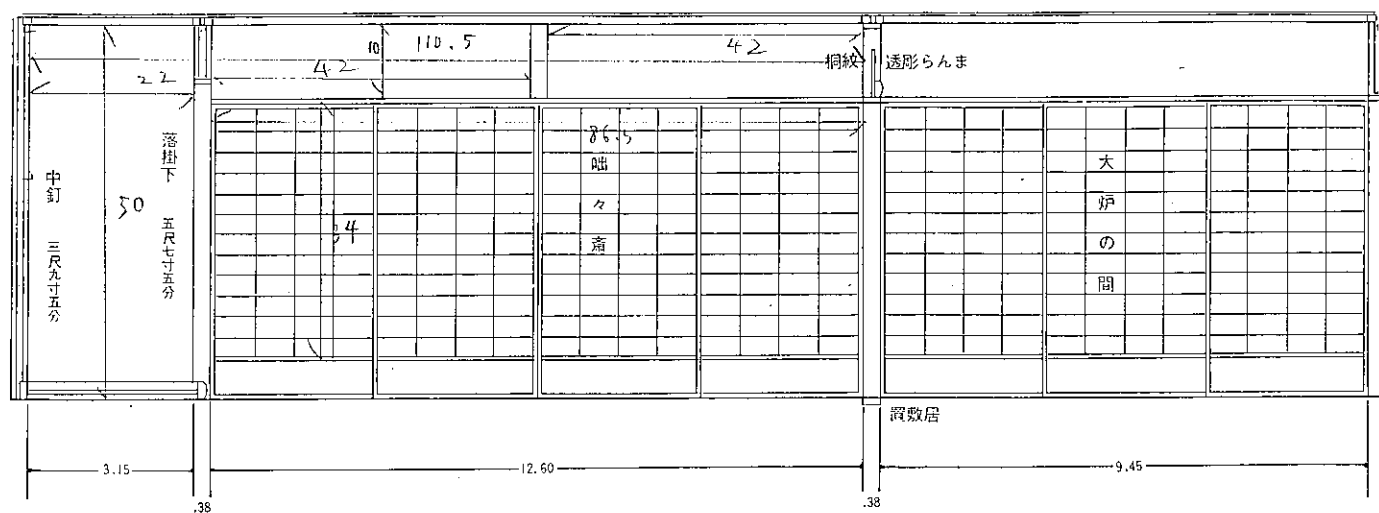 10
110.5
42
42
22
桐紋
透彫らんま
落掛下 五尺七寸五分
50
中釘 三尺九寸五分
86.5
咄々斎
大炉の間
置敷居
3.15
12.60
9.45
.38
.38